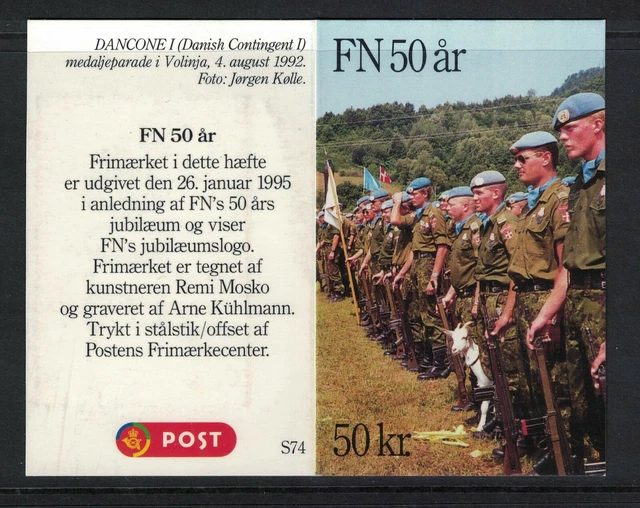 DANCONE I (Danish Contingent I)
medaljeparade i Volinja, 4. august 1992.
Foto: Jørgen Kølle.
FN 50 år
Frimærket i dette hæfte
er udgivet den 26. januar 1995
i anledning af FN's 50 års
jubilæum og viser
FN's jubilæumslogo.
Frimærket er tegnet af
kunstneren Remi Mosko
og graveret af Arne Kühlmann.
Trykt i stålstik/offset af
Postens Frimærkecenter.
POST
S74
FN 50 år
50 kr.